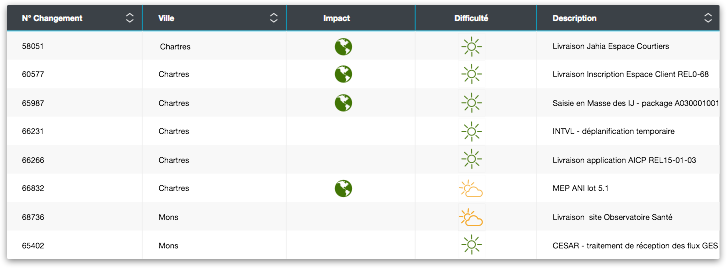 N° Changement Ville Impact Difficulté Description
58051 Chartres Livraison Jahia Espace Courtiers
60577 Chartres Livraison Inscription Espace Client REL0-68
65987 Chartres Saisie en Masse des IJ - package A030001001
66231 Chartres INTVL - déplanification temporaire
66266 Chartres Livraison application AICP REL15-01-03
66832 Chartres MEP ANI lot 5.1
68736 Mons Livraison site Observatoire Santé
65402 Mons CESAR - traitement de réception des flux GES